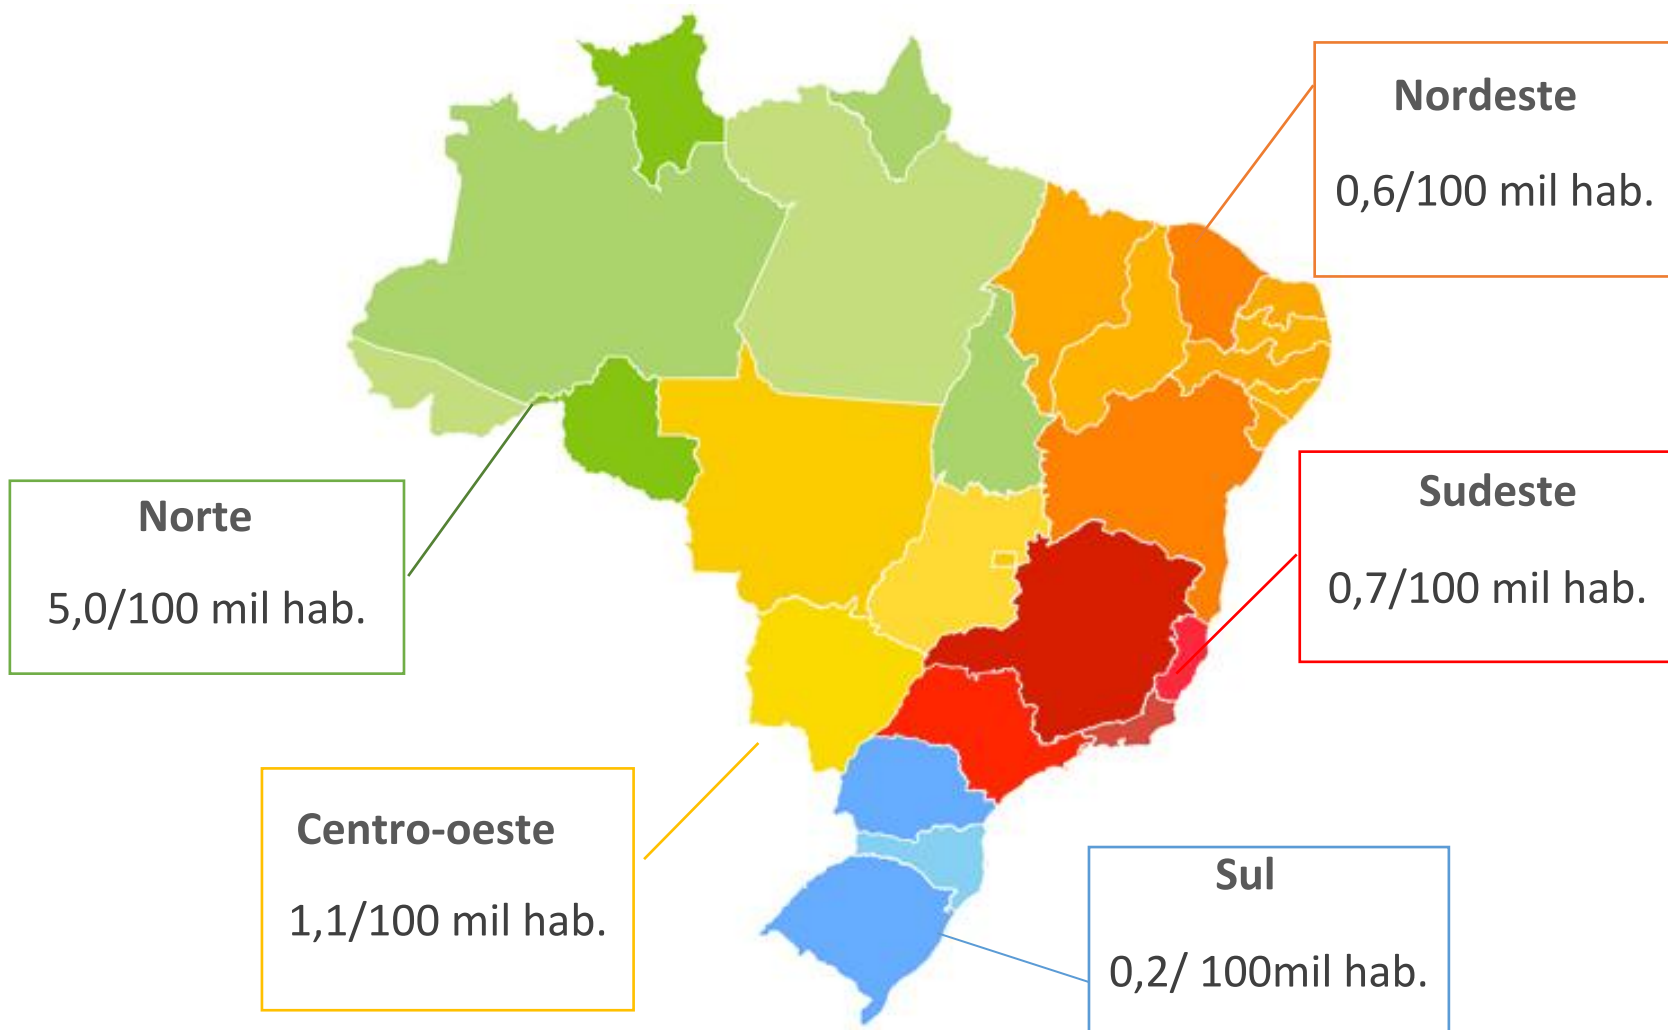 Nordeste
0,6/100 mil hab.
Norte
5,0/100 mil hab.
Sudeste
0,7/100 mil hab.
Centro-oeste
1,1/100 mil hab.
Sul
0,2/ 100mil hab.